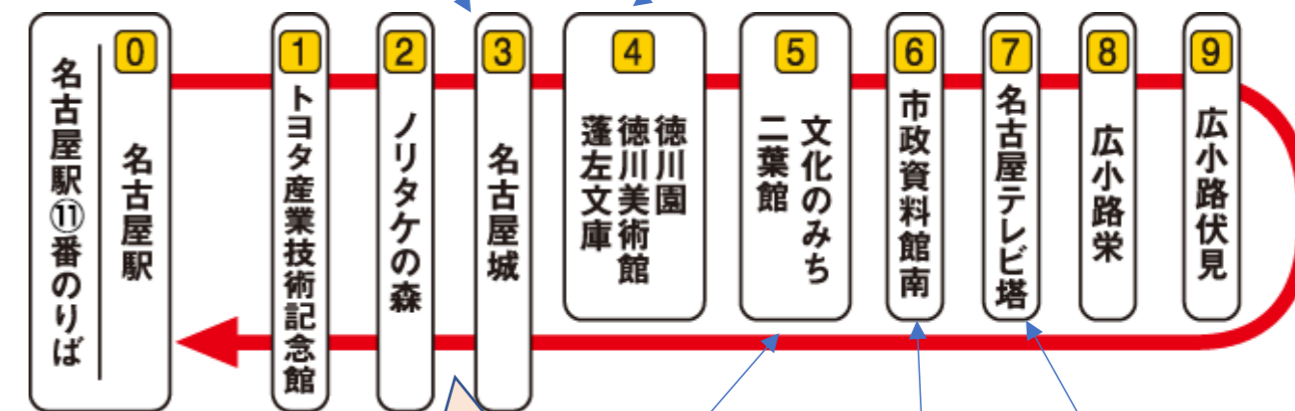 0
名古屋駅
名古屋駅⑪番のりば
1
トヨタ産業技術記念館
2
ノリタケの森
3
名古屋城
4
徳川園
徳川美術館
蓬左文庫
5
文化のみち
二葉館
6
市政資料館南
7
名古屋テレビ塔
8
広小路栄
9
広小路伏見